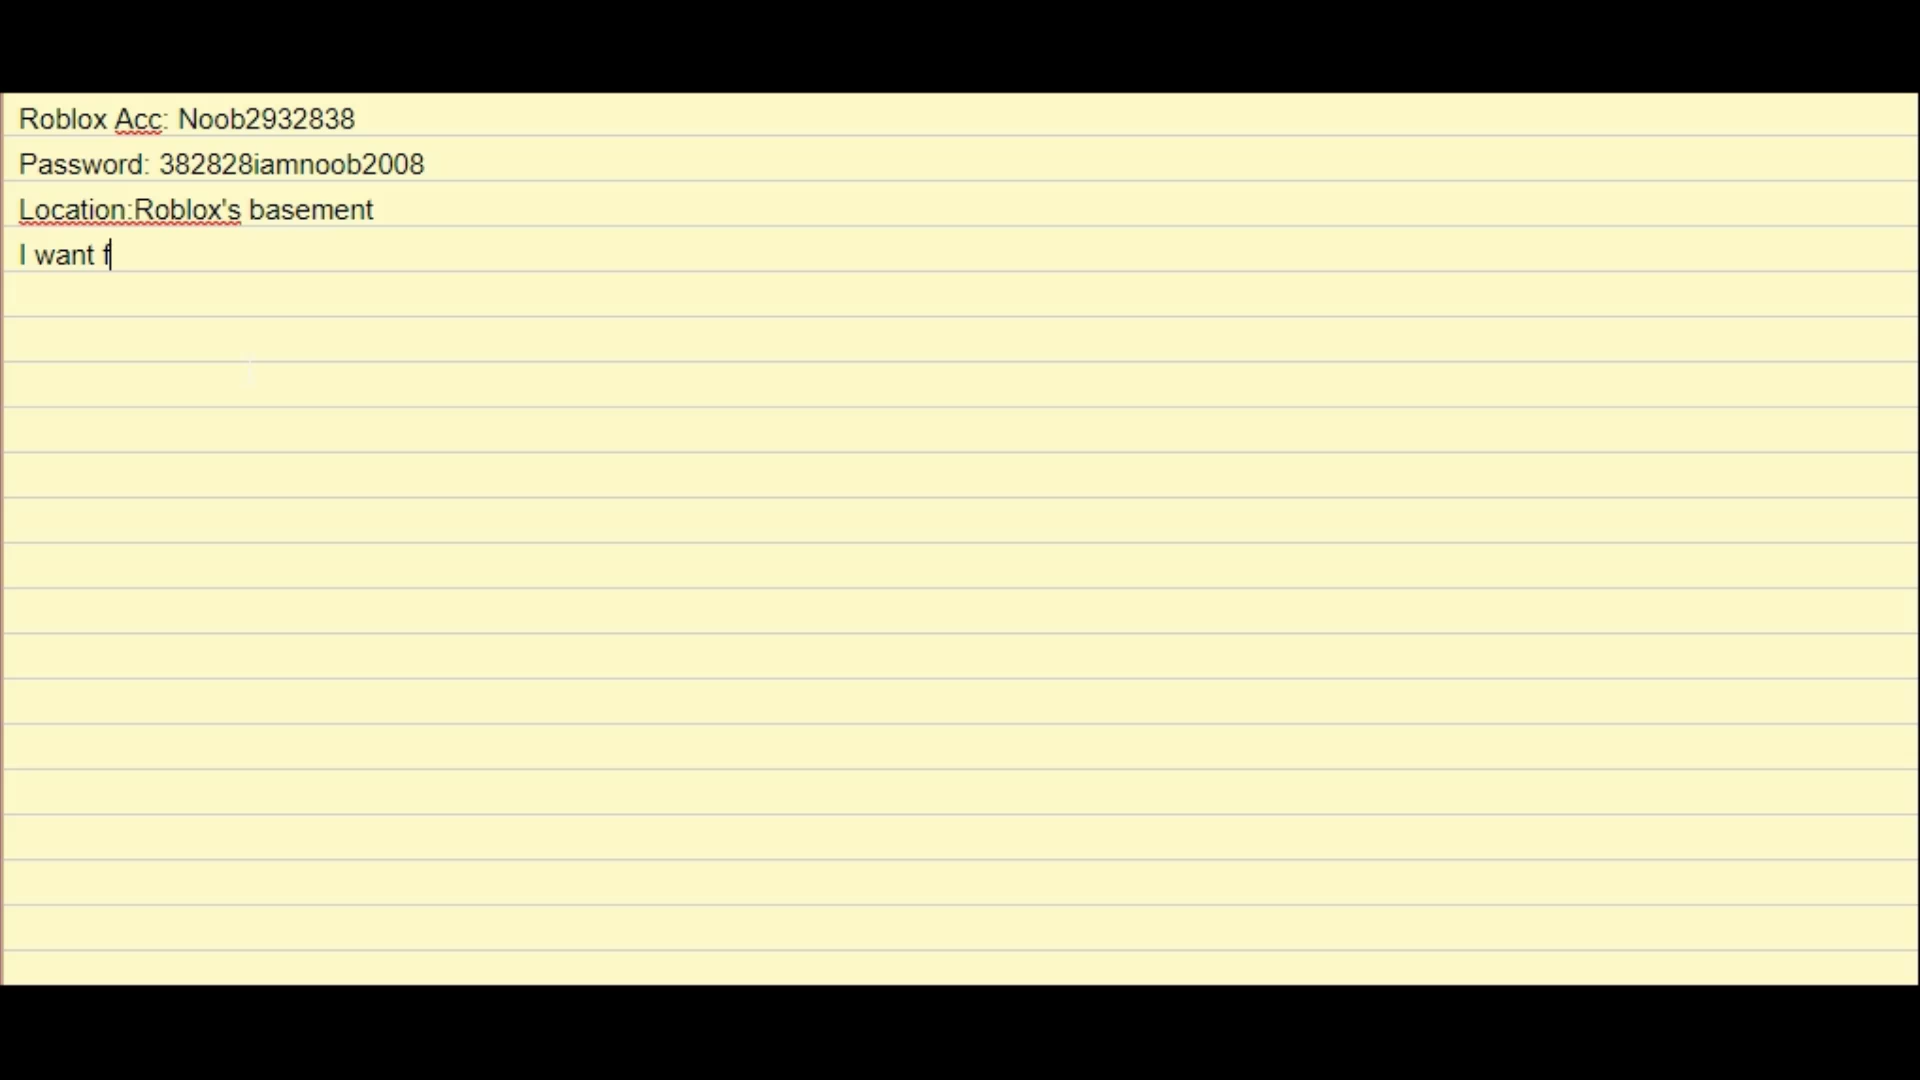 Roblox Acc: Noob2932838
Password: 382828iamnoob2008
Location:Roblox's basement
I want f